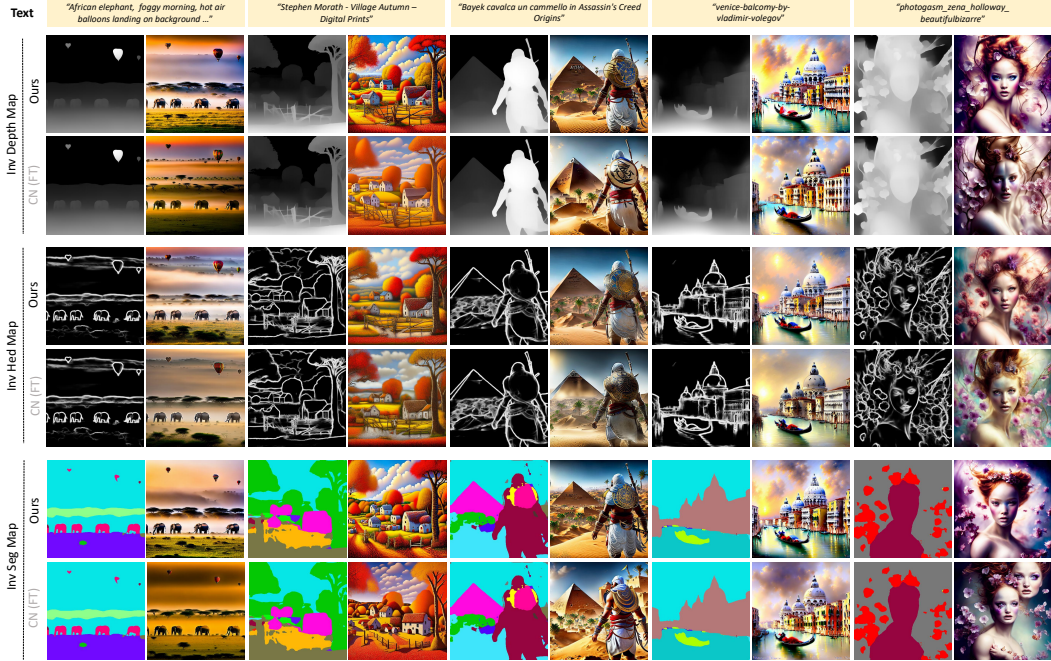 Text
"African elephant, foggy morning, hot air
balloons landing on background …"
"Stephen Morath - Village Autumn –
Digital Prints"
"Bayek cavalca un cammello in Assassin's Creed
Origins"
"venice-balcomy-by-
vladimir-volegov"
"photogasm_zena_holloway_
beautifulbizarre"
Inv Depth Map
Ours
CN (FT)
Inv Hed Map
Ours
CN (FT)
Inv Seg Map
Ours
CN (FT)